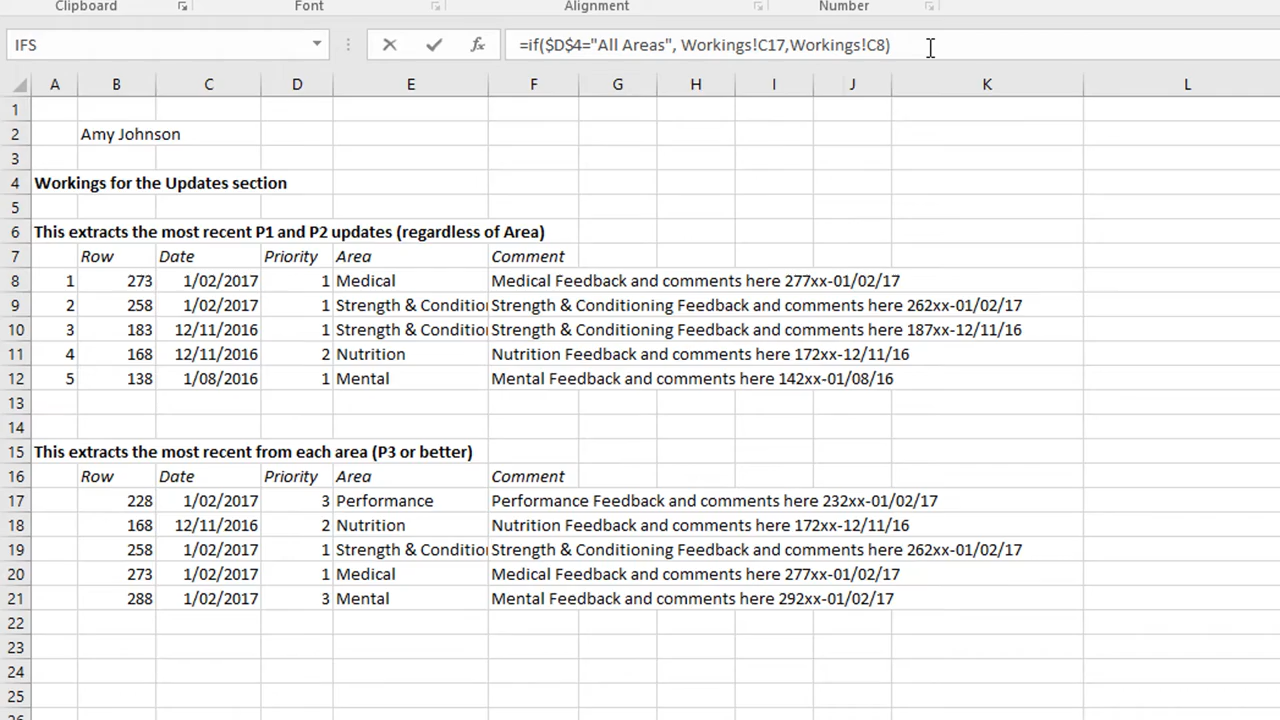 Clipboard Font Alignment Number
IFS =if($D$4="All Areas", Workings!C17,Workings!C8)
A B C D E F G H I J K L
1
2 Amy Johnson
3
4 Workings for the Updates section
5
6 This extracts the most recent P1 and P2 updates (regardless of Area)
7 Row Date Priority Area Comment
8 1 273 1/02/2017 1 Medical Medical Feedback and comments here 277xx-01/02/17
9 2 258 1/02/2017 1 Strength & Conditio Strength & Conditioning Feedback and comments here 262xx-01/02/17
10 3 183 12/11/2016 1 Strength & Conditio Strength & Conditioning Feedback and comments here 187xx-12/11/16
11 4 168 12/11/2016 2 Nutrition Nutrition Feedback and comments here 172xx-12/11/16
12 5 138 1/08/2016 1 Mental Mental Feedback and comments here 142xx-01/08/16
13
14
15 This extracts the most recent from each area (P3 or better)
16 Row Date Priority Area Comment
17 228 1/02/2017 3 Performance Performance Feedback and comments here 232xx-01/02/17
18 168 12/11/2016 2 Nutrition Nutrition Feedback and comments here 172xx-12/11/16
19 258 1/02/2017 1 Strength & Conditio Strength & Conditioning Feedback and comments here 262xx-01/02/17
20 273 1/02/2017 1 Medical Medical Feedback and comments here 277xx-01/02/17
21 288 1/02/2017 3 Mental Mental Feedback and comments here 292xx-01/02/17
22
23
24
25
26